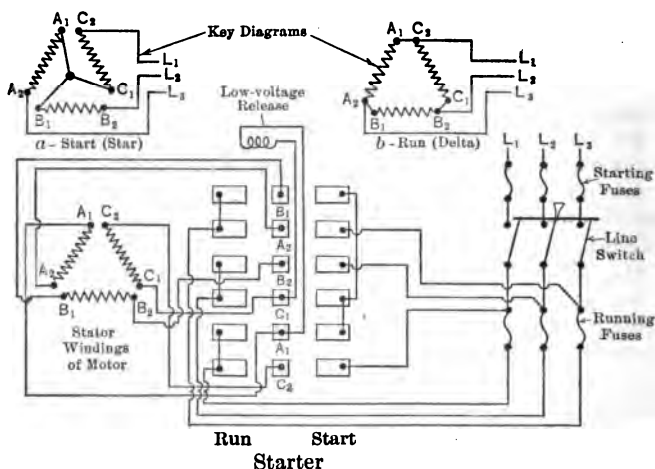 A₁ C₂
Key Diagrams
A₁ C₂
L₁
L₂
L₃
A₂
C₁
B₁
B₂
a - Start (Star)
L₁
L₂
L₃
A₂
C₁
B₁
B₂
b - Run (Delta)
Low-voltage
Release
L₁ L₂ L₃
Starting
Fuses
Line
Switch
Running
Fuses
B₁
A₂
B₂
C₁
A₁
C₂
A₁ C₂
A₂
C₁
B₁
B₂
Stator
Windings
of Motor
Run Start
Starter